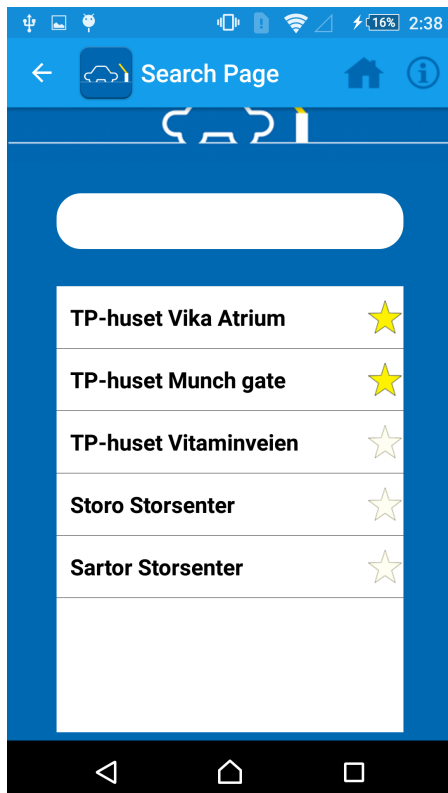 16% 2:38
Search Page
TP-huset Vika Atrium
TP-huset Munch gate
TP-huset Vitaminveien
Storo Storsenter
Sartor Storsenter